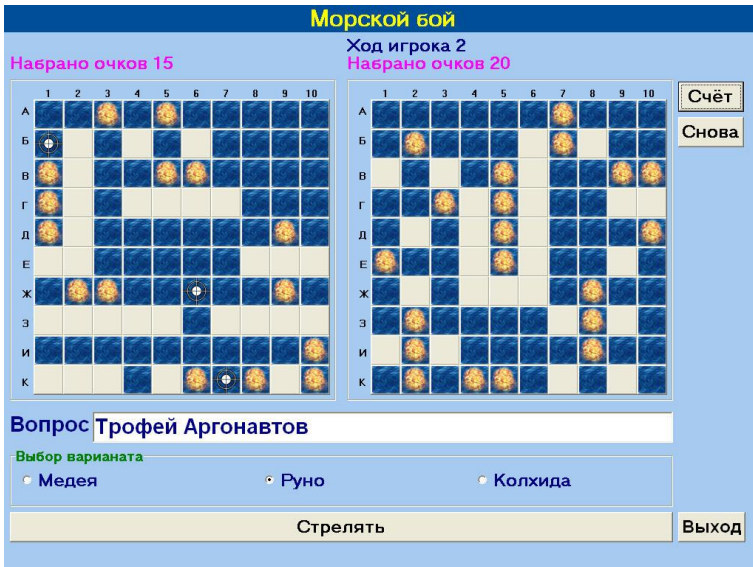 Морской бой
Ход игрока 2
Набрано очков 15
Набрано очков 20
1 2 3 4 5 6 7 8 9 10
1 2 3 4 5 6 7 8 9 10
А
Б
В
Г
Д
Е
Ж
З
И
К
А
Б
В
Г
Д
Е
Ж
З
И
К
Счёт
Снова
Вопрос Трофей Аргонавтов
Выбор варианата
Медея Руно Колхида
Стрелять
Выход